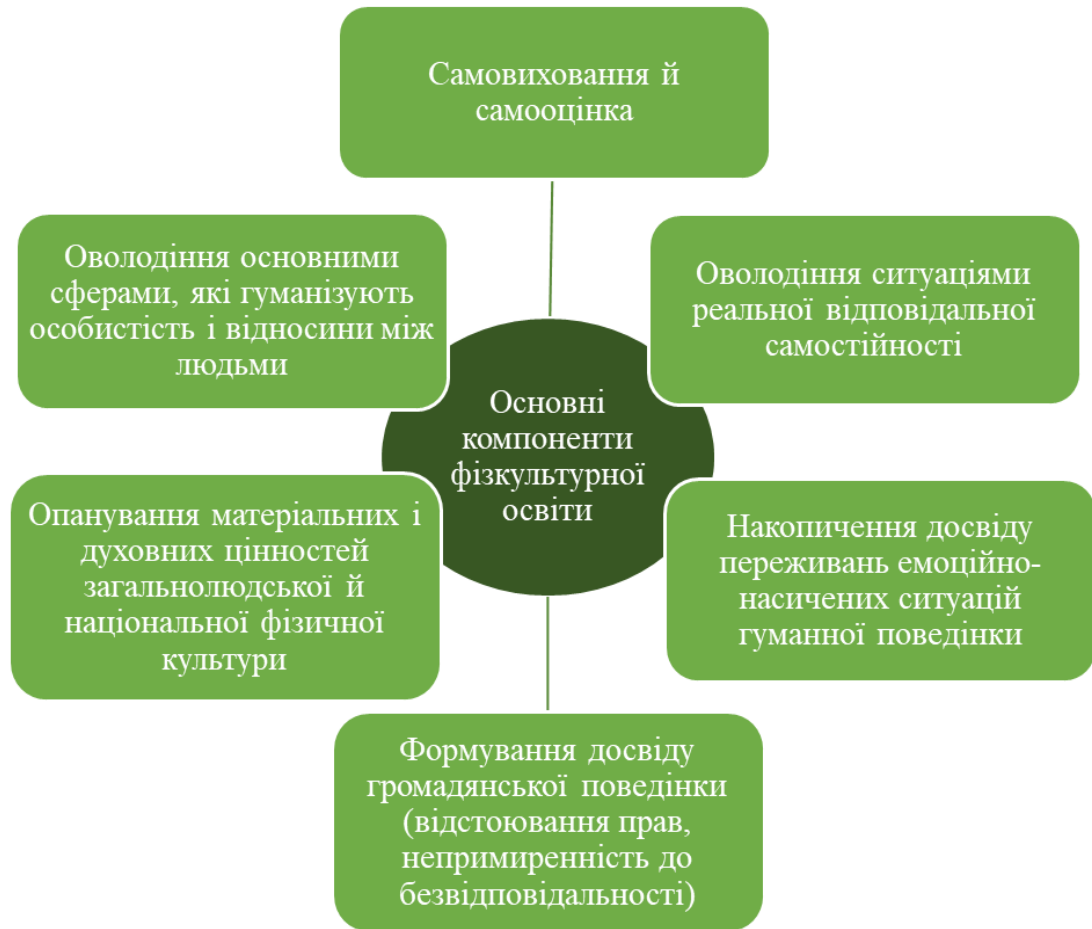 Самовиховання й
самооцінка
Оволодіння основними
сферами, які гуманізують
особистість і відносини між
людьми
Оволодіння ситуаціями
реальної відповідальної
самостійності
Основні
компоненти
фізкультурної
освіти
Опанування матеріальних і
духовних цінностей
загальнолюдської й
національної фізичної
культури
Накопичення досвіду
переживань емоційно-
насичених ситуацій
гуманної поведінки
Формування досвіду
громадянської поведінки
(відстоювання прав,
непримиренність до
безвідповідальності)